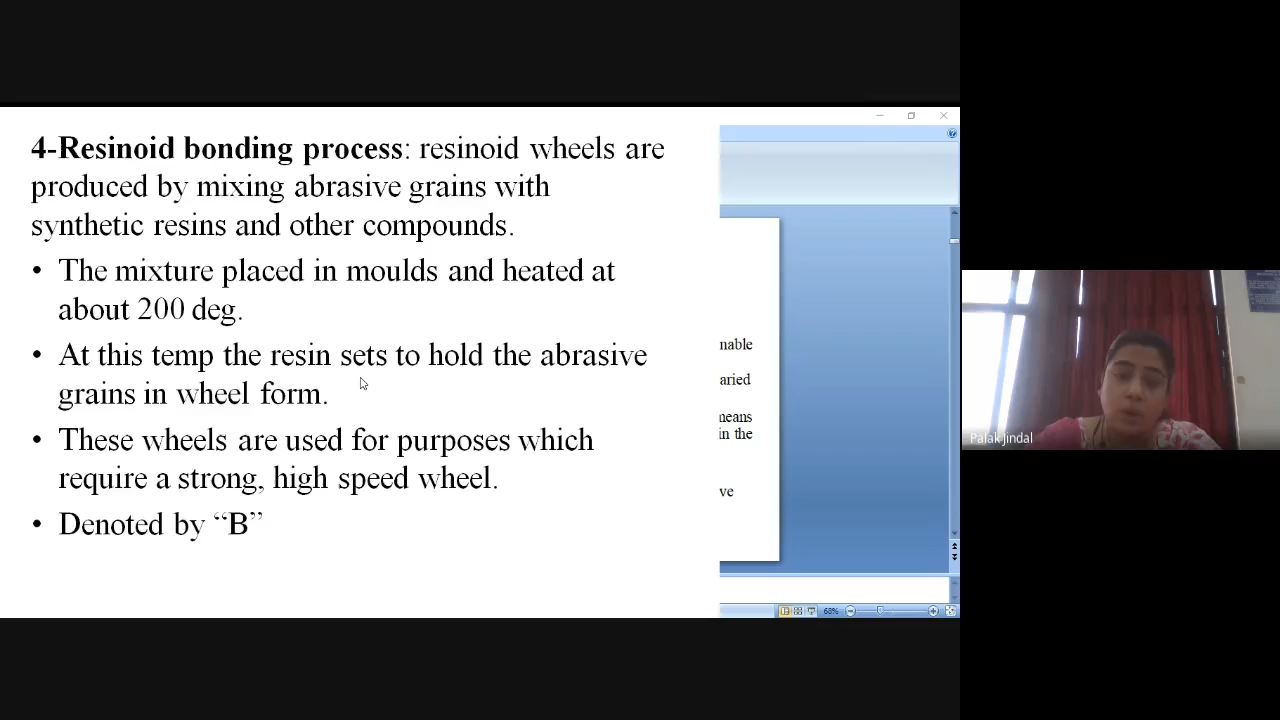 4-Resinoid bonding process: resinoid wheels are
produced by mixing abrasive grains with
synthetic resins and other compounds.
• The mixture placed in moulds and heated at
about 200 deg.
• At this temp the resin sets to hold the abrasive
grains in wheel form.
• These wheels are used for purposes which
require a strong, high speed wheel.
• Denoted by “B”
nable
aried
means
in the
ve
68%
Palak Jindal